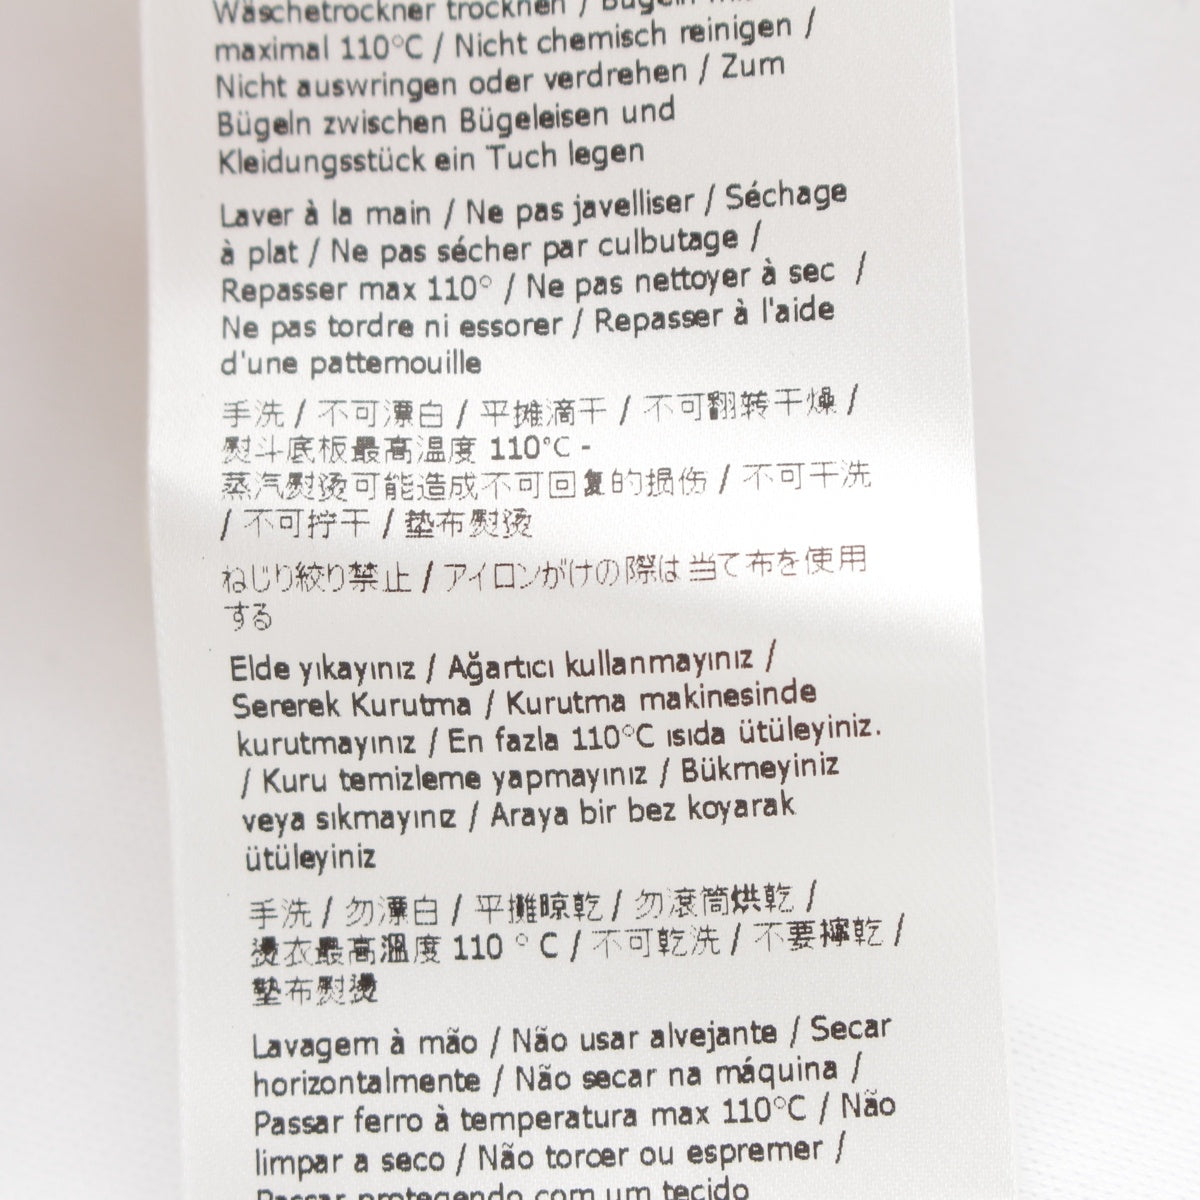 Wäschetrockner trocknen / Bügeln
maximal 110°C / Nicht chemisch reinigen /
Nicht auswringen oder verdrehen / Zum
Bügeln zwischen Bügeleisen und
Kleidungsstück ein Tuch legen
Laver à la main / Ne pas javelliser / Séchage
à plat / Ne pas sécher par culbutage /
Repasser max 110° / Ne pas nettoyer à sec /
Ne pas tordre ni essorer / Repasser à l'aide
d'une pattemouille
手洗 / 不可漂白 / 平摊滴干 / 不可翻转干燥 /
熨斗底板最高温度 110°C -
蒸汽熨烫可能造成不可回复的损伤 / 不可干洗
/ 不可拧干 / 垫布熨烫
ねじり絞り禁止 / アイロンがけの際は当て布を使用
する
Elde yıkayınız / Ağartıcı kullanmayınız /
Sererek Kurutma / Kurutma makinesinde
kurutmayınız / En fazla 110°C ısıda ütüleyiniz.
/ Kuru temizleme yapmayınız / Bükmeyiniz
veya sıkmayınız / Araya bir bez koyarak
ütüleyiniz
手洗 / 勿漂白 / 平攤晾乾 / 勿滾筒烘乾 /
燙衣最高溫度 110 ° C / 不可乾洗 / 不要擰乾 /
墊布熨燙
Lavagem à mão / Não usar alvejante / Secar
horizontalmente / Não secar na máquina /
Passar ferro à temperatura max 110°C / Não
limpar a seco / Não torcer ou espremer /
Passar protegendo com um tecido